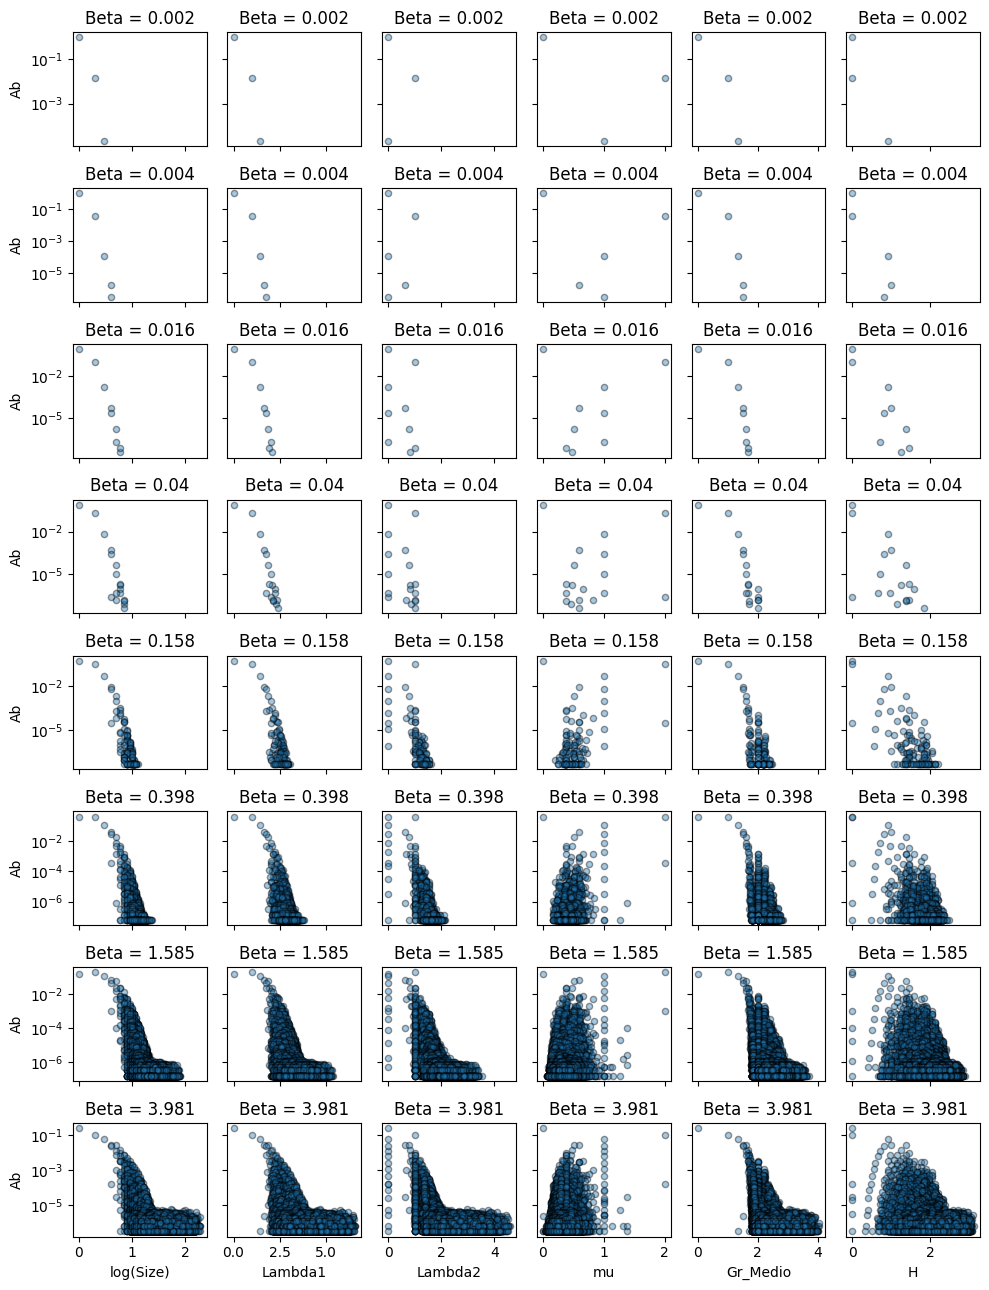 Beta = 0.002 Beta = 0.002 Beta = 0.002 Beta = 0.002 Beta = 0.002 Beta = 0.002
10⁻¹
Ab
10⁻³
Beta = 0.004 Beta = 0.004 Beta = 0.004 Beta = 0.004 Beta = 0.004 Beta = 0.004
10⁻¹
Ab
10⁻³
10⁻⁵
Beta = 0.016 Beta = 0.016 Beta = 0.016 Beta = 0.016 Beta = 0.016 Beta = 0.016
10⁻²
Ab
10⁻⁵
Beta = 0.04 Beta = 0.04 Beta = 0.04 Beta = 0.04 Beta = 0.04 Beta = 0.04
10⁻²
Ab
10⁻⁵
Beta = 0.158 Beta = 0.158 Beta = 0.158 Beta = 0.158 Beta = 0.158 Beta = 0.158
10⁻²
Ab
10⁻⁵
Beta = 0.398 Beta = 0.398 Beta = 0.398 Beta = 0.398 Beta = 0.398 Beta = 0.398
10⁻²
Ab
10⁻⁴
10⁻⁶
Beta = 1.585 Beta = 1.585 Beta = 1.585 Beta = 1.585 Beta = 1.585 Beta = 1.585
10⁻²
Ab
10⁻⁴
10⁻⁶
Beta = 3.981 Beta = 3.981 Beta = 3.981 Beta = 3.981 Beta = 3.981 Beta = 3.981
10⁻¹
Ab
10⁻³
10⁻⁵
0 1 2 0.0 2.5 5.0 0 2 4 0 1 2 0 2 4 0 2
log(Size) Lambda1 Lambda2 mu Gr_Medio H